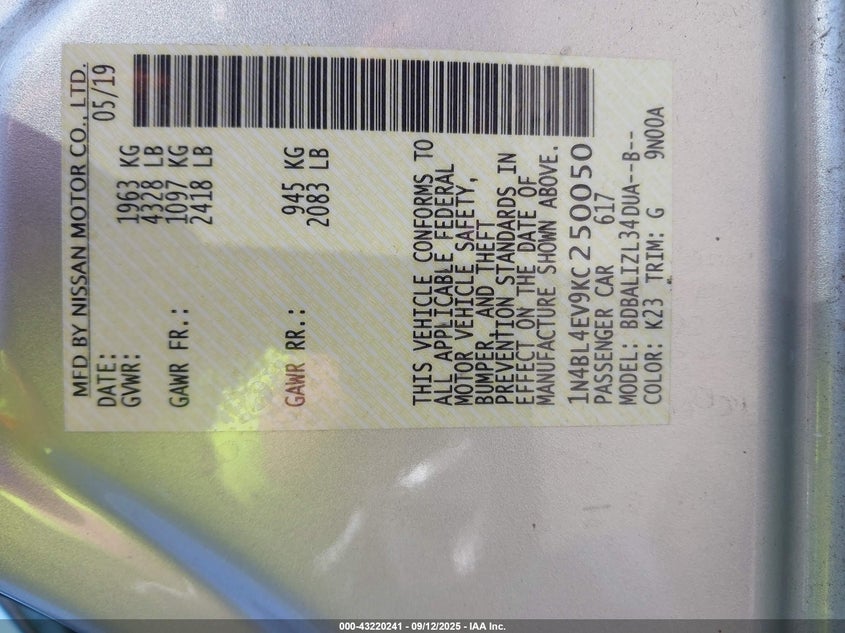 MFD BY NISSAN MOTOR CO., LTD.
DATE: 05/19
GVWR: 1963 KG
4328 LB
GAWR FR.: 1097 KG
2418 LB
GAWR RR.: 945 KG
2083 LB
THIS VEHICLE CONFORMS TO
ALL APPLICABLE FEDERAL
MOTOR VEHICLE SAFETY,
BUMPER, AND THEFT
PREVENTION STANDARDS IN
EFFECT ON THE DATE OF
MANUFACTURE SHOWN ABOVE.
1N4BL4EV9KC250050
PASSENGER CAR 617
MODEL: BDBALIZL34DUA--B--
COLOR: K23 TRIM: G 9N00A
000-43220241 - 09/12/2025 - IAA Inc.